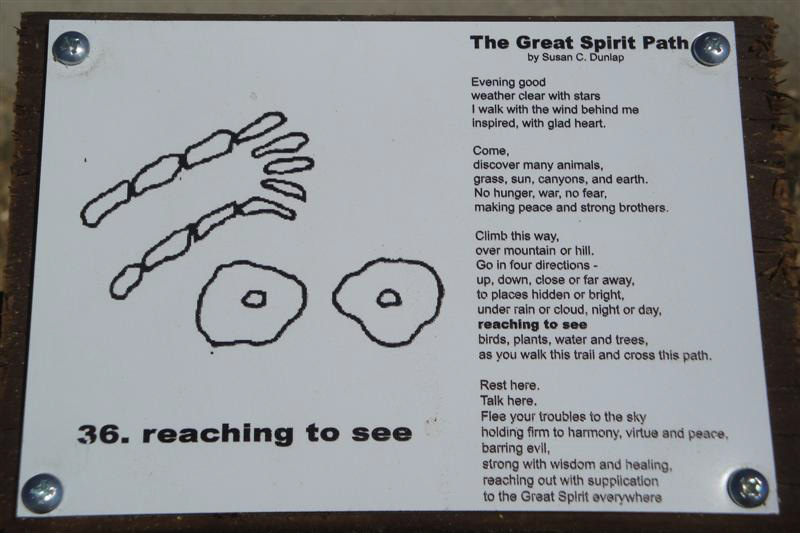 The Great Spirit Path
by Susan C. Dunlap
Evening good
weather clear with stars
I walk with the wind behind me
inspired, with glad heart.
Come,
discover many animals,
grass, sun, canyons, and earth.
No hunger, war, no fear,
making peace and strong brothers.
Climb this way,
over mountain or hill.
Go in four directions -
up, down, close or far away,
to places hidden or bright,
under rain or cloud, night or day,
reaching to see
birds, plants, water and trees,
as you walk this trail and cross this path.
Rest here.
Talk here.
Flee your troubles to the sky
holding firm to harmony, virtue and peace,
barring evil,
strong with wisdom and healing,
reaching out with supplication
to the Great Spirit everywhere
36. reaching to see